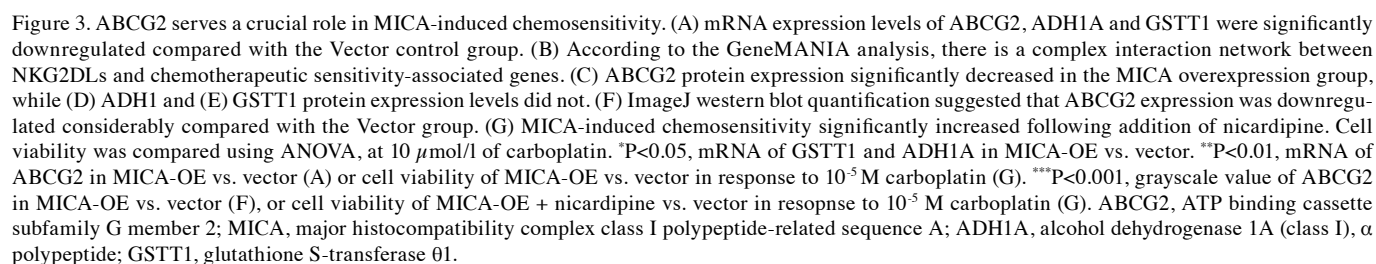 Figure 3. ABCG2 serves a crucial role in MICA-induced chemosensitivity. (A) mRNA expression levels of ABCG2, ADH1A and GSTT1 were significantly
downregulated compared with the Vector control group. (B) According to the GeneMANIA analysis, there is a complex interaction network between
NKG2DLs and chemotherapeutic sensitivity-associated genes. (C) ABCG2 protein expression significantly decreased in the MICA overexpression group,
while (D) ADH1 and (E) GSTT1 protein expression levels did not. (F) ImageJ western blot quantification suggested that ABCG2 expression was downregu-
lated considerably compared with the Vector group. (G) MICA-induced chemosensitivity significantly increased following addition of nicardipine. Cell
viability was compared using ANOVA, at 10 µmol/l of carboplatin. *P<0.05, mRNA of GSTT1 and ADH1A in MICA-OE vs. vector. **P<0.01, mRNA of
ABCG2 in MICA-OE vs. vector (A) or cell viability of MICA-OE vs. vector in response to 10⁻⁵ M carboplatin (G). ***P<0.001, grayscale value of ABCG2
in MICA-OE vs. vector (F), or cell viability of MICA-OE + nicardipine vs. vector in resopnse to 10⁻⁵ M carboplatin (G). ABCG2, ATP binding cassette
subfamily G member 2; MICA, major histocompatibility complex class I polypeptide-related sequence A; ADH1A, alcohol dehydrogenase 1A (class I), α
polypeptide; GSTT1, glutathione S-transferase θ1.